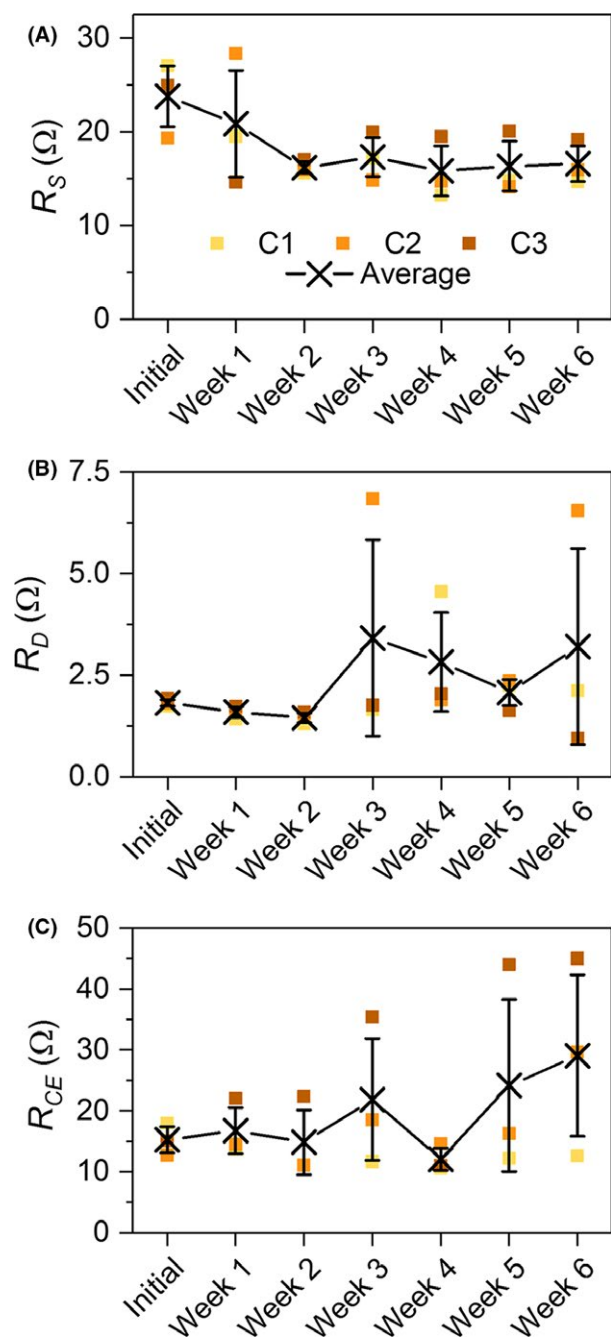 (A)
30
20
10
0
R_S (Ω)
C1 C2 C3
Average
Initial Week 1 Week 2 Week 3 Week 4 Week 5 Week 6
(B)
7.5
5.0
2.5
0.0
R_D (Ω)
Initial Week 1 Week 2 Week 3 Week 4 Week 5 Week 6
(C)
50
40
30
20
10
0
R_CE (Ω)
Initial Week 1 Week 2 Week 3 Week 4 Week 5 Week 6